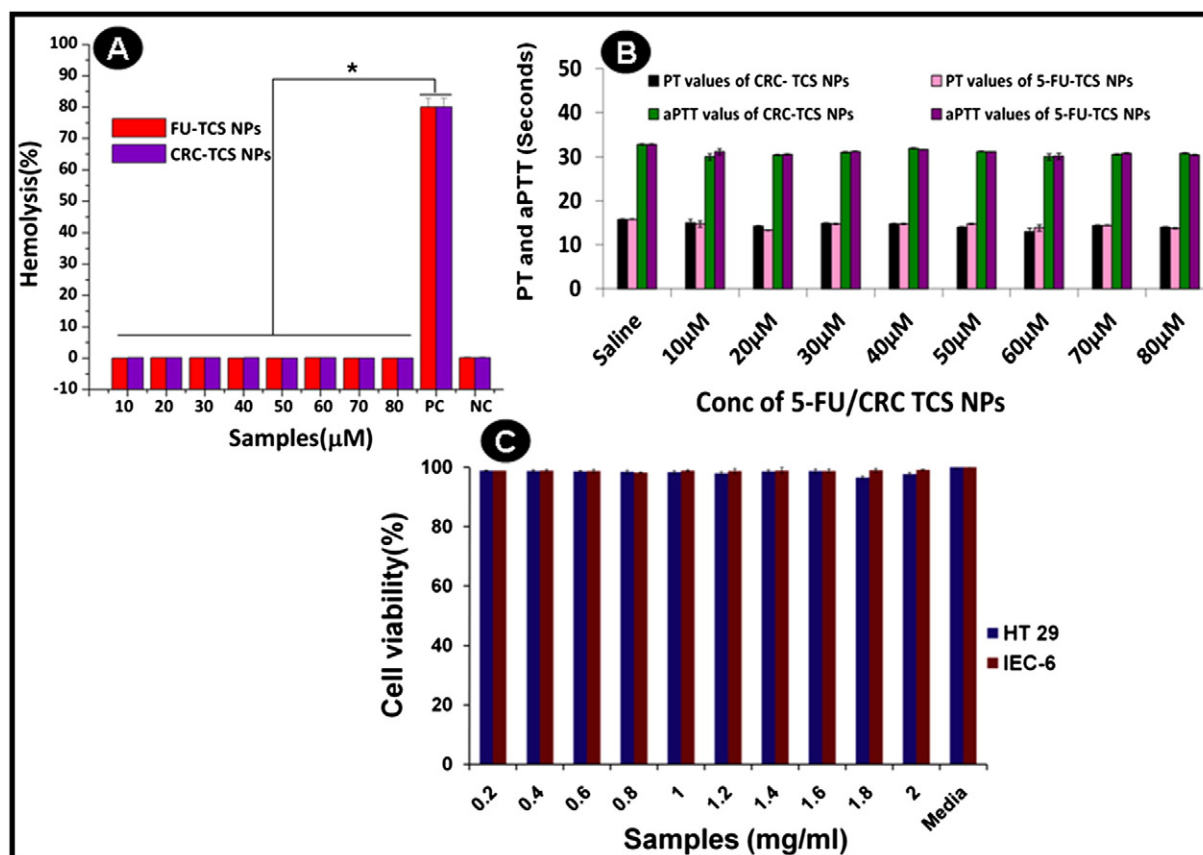 A
100
90
80
70
60
50
40
30
20
10
0
-10
Hemolysis(%)
*
FU-TCS NPs
CRC-TCS NPs
10 20 30 40 50 60 70 80 PC NC
Samples(μM)
B
PT values of CRC- TCS NPs
PT values of 5-FU-TCS NPs
aPTT valus of CRC-TCS NPs
aPTT values of 5-FU-TCS NPs
50
40
30
20
10
0
PT and aPTT (Seconds)
Saline 10μM 20μM 30μM 40μM 50μM 60μM 70μM 80μM
Conc of 5-FU/CRC TCS NPs
C
100
80
60
40
20
0
Cell viability(%)
HT 29
IEC-6
0.2 0.4 0.6 0.8 1 1.2 1.4 1.6 1.8 2 Media
Samples (mg/ml)